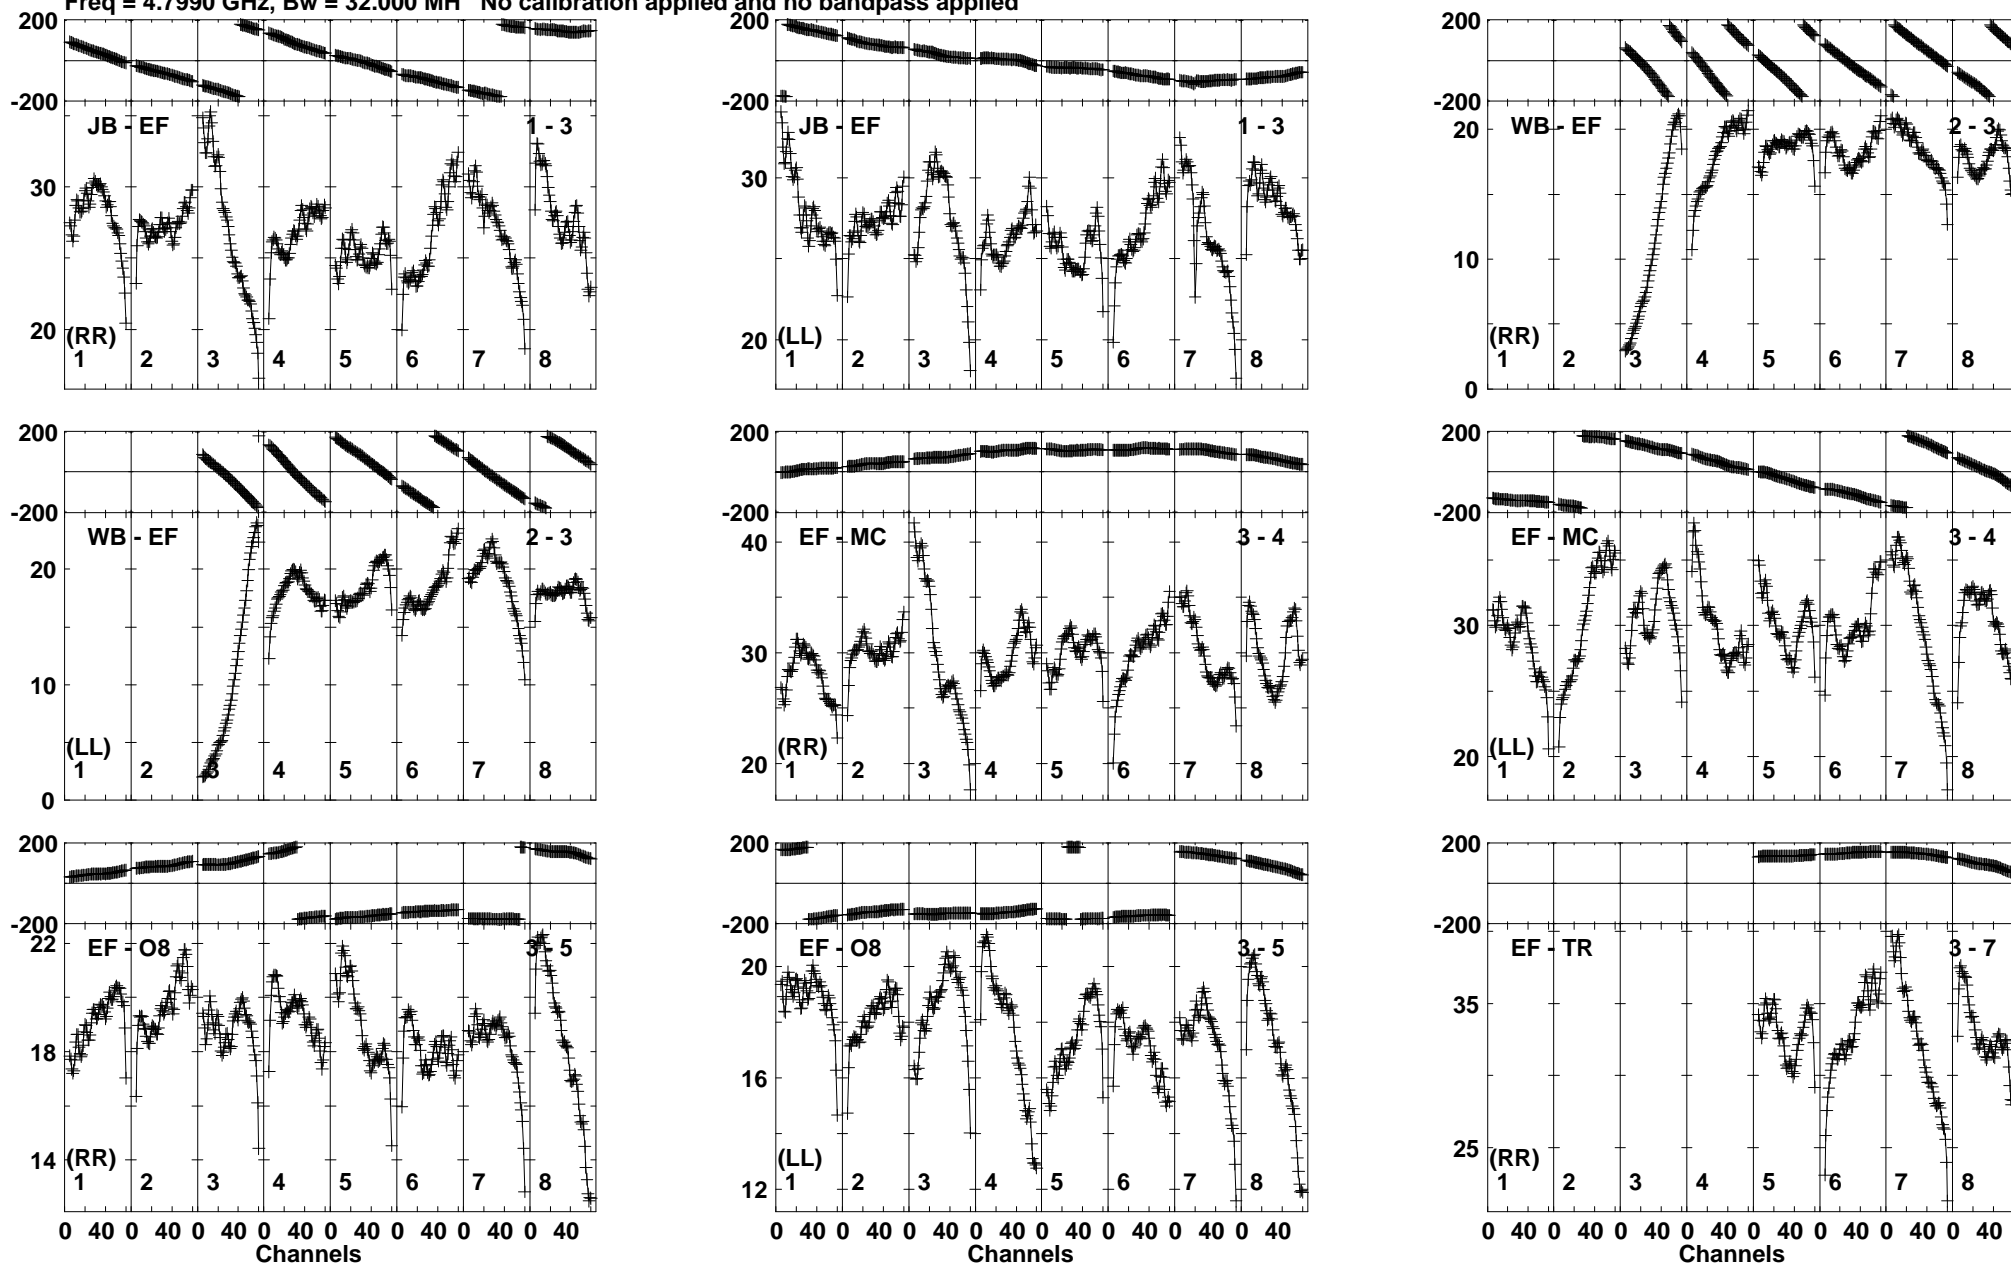 Freq = 4.7990 GHz, Bw = 32.000 MH No calibration applied and no bandpass applied
200 200 200
-200 -200 -200
JB - EF 1 - 3 JB - EF 1 - 3 WB - EF 2 - 3
30 30 20
20 20 10
(RR) (LL) (RR)
1 2 3 4 5 6 7 8 1 2 3 4 5 6 7 8 1 2 3 4 5 6 7 8
0
200 200 200
-200 -200 -200
WB - EF 2 - 3 EF - MC 3 - 4 EF - MC 3 - 4
20 40 30
10 30 20
0 20
(LL) (RR) (LL)
1 2 3 4 5 6 7 8 1 2 3 4 5 6 7 8 1 2 3 4 5 6 7 8
200 200 200
-200 -200 -200
EF - O8 3 - 5 EF - O8 3 - 5 EF - TR 3 - 7
22 20 35
18 16 25
14 12
(RR) (LL) (RR)
1 2 3 4 5 6 7 8 1 2 3 4 5 6 7 8 1 2 3 4 5 6 7 8
0 40 0 40 0 40 0 40 0 40 0 40 0 40 0 40 0 40 0 40 0 40 0 40 0 40 0 40 0 40 0 40 0 40 0 40 0 40 0 40 0 40 0 40 0 40 0 40
Channels Channels Channels